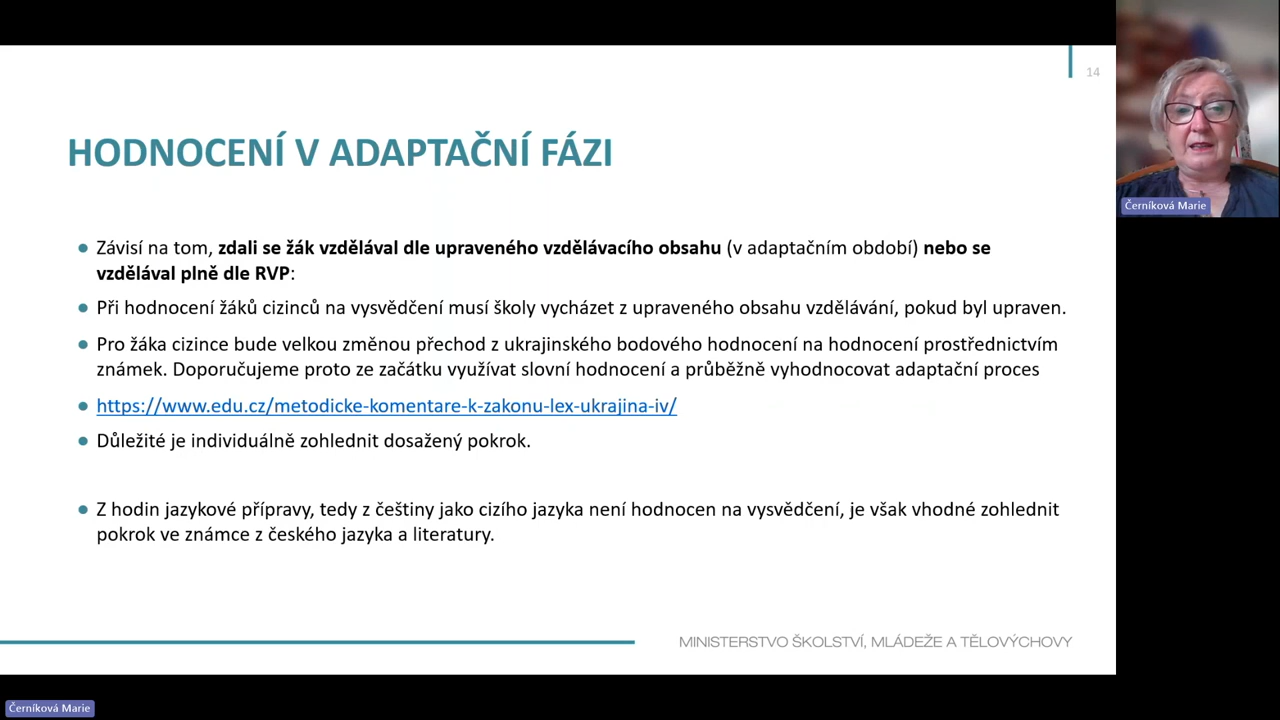 14
HODNOCENÍ V ADAPTAČNÍ FÁZI
Závisí na tom, zdali se žák vzdělával dle upraveného vzdělávacího obsahu (v adaptačním období) nebo se
vzdělával plně dle RVP:
Při hodnocení žáků cizinců na vysvědčení musí školy vycházet z upraveného obsahu vzdělávání, pokud byl upraven.
Pro žáka cizince bude velkou změnou přechod z ukrajinského bodového hodnocení na hodnocení prostřednictvím
známek. Doporučujeme proto ze začátku využívat slovní hodnocení a průběžně vyhodnocovat adaptační proces
https://www.edu.cz/metodicke-komentare-k-zakonu-lex-ukrajina-iv/
Důležité je individuálně zohlednit dosažený pokrok.
Z hodin jazykové přípravy, tedy z češtiny jako cizího jazyka není hodnocen na vysvědčení, je však vhodné zohlednit
pokrok ve známce z českého jazyka a literatury.
MINISTERSTVO ŠKOLSTVÍ, MLÁDEŽE A TĚLOVÝCHOVY
Černíková Marie
Černíková Marie